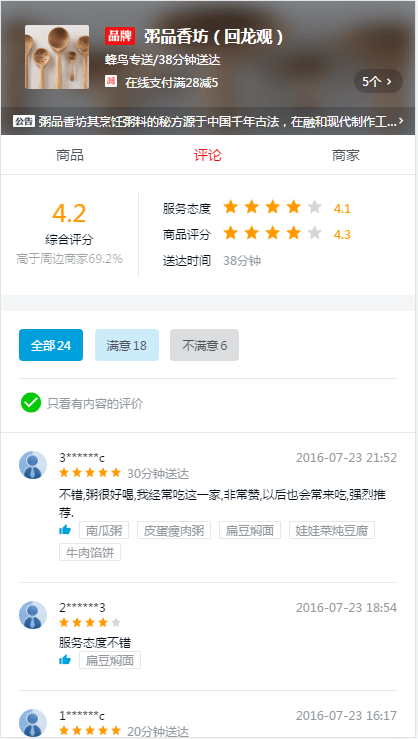 品牌 粥品香坊（回龙观）
蜂鸟专送/38分钟送达
减 在线支付满28减5
5个 >
公告 粥品香坊其烹饪粥料的秘方源于中国千年古法，在融和现代制作工... >
商品 评论 商家
4.2
综合评分
高于周边商家69.2%
服务态度 4.1
商品评分 4.3
送达时间 38分钟
全部24 满意18 不满意6
只看有内容的评价
3******c 2016-07-23 21:52
30分钟送达
不错,粥很好喝,我经常吃这一家,非常赞,以后也会常来吃,强烈推
荐.
南瓜粥 皮蛋瘦肉粥 扁豆焖面 娃娃菜炖豆腐
牛肉馅饼
2******3 2016-07-23 18:54
服务态度不错
扁豆焖面
1******c 2016-07-23 16:17
20分钟送达